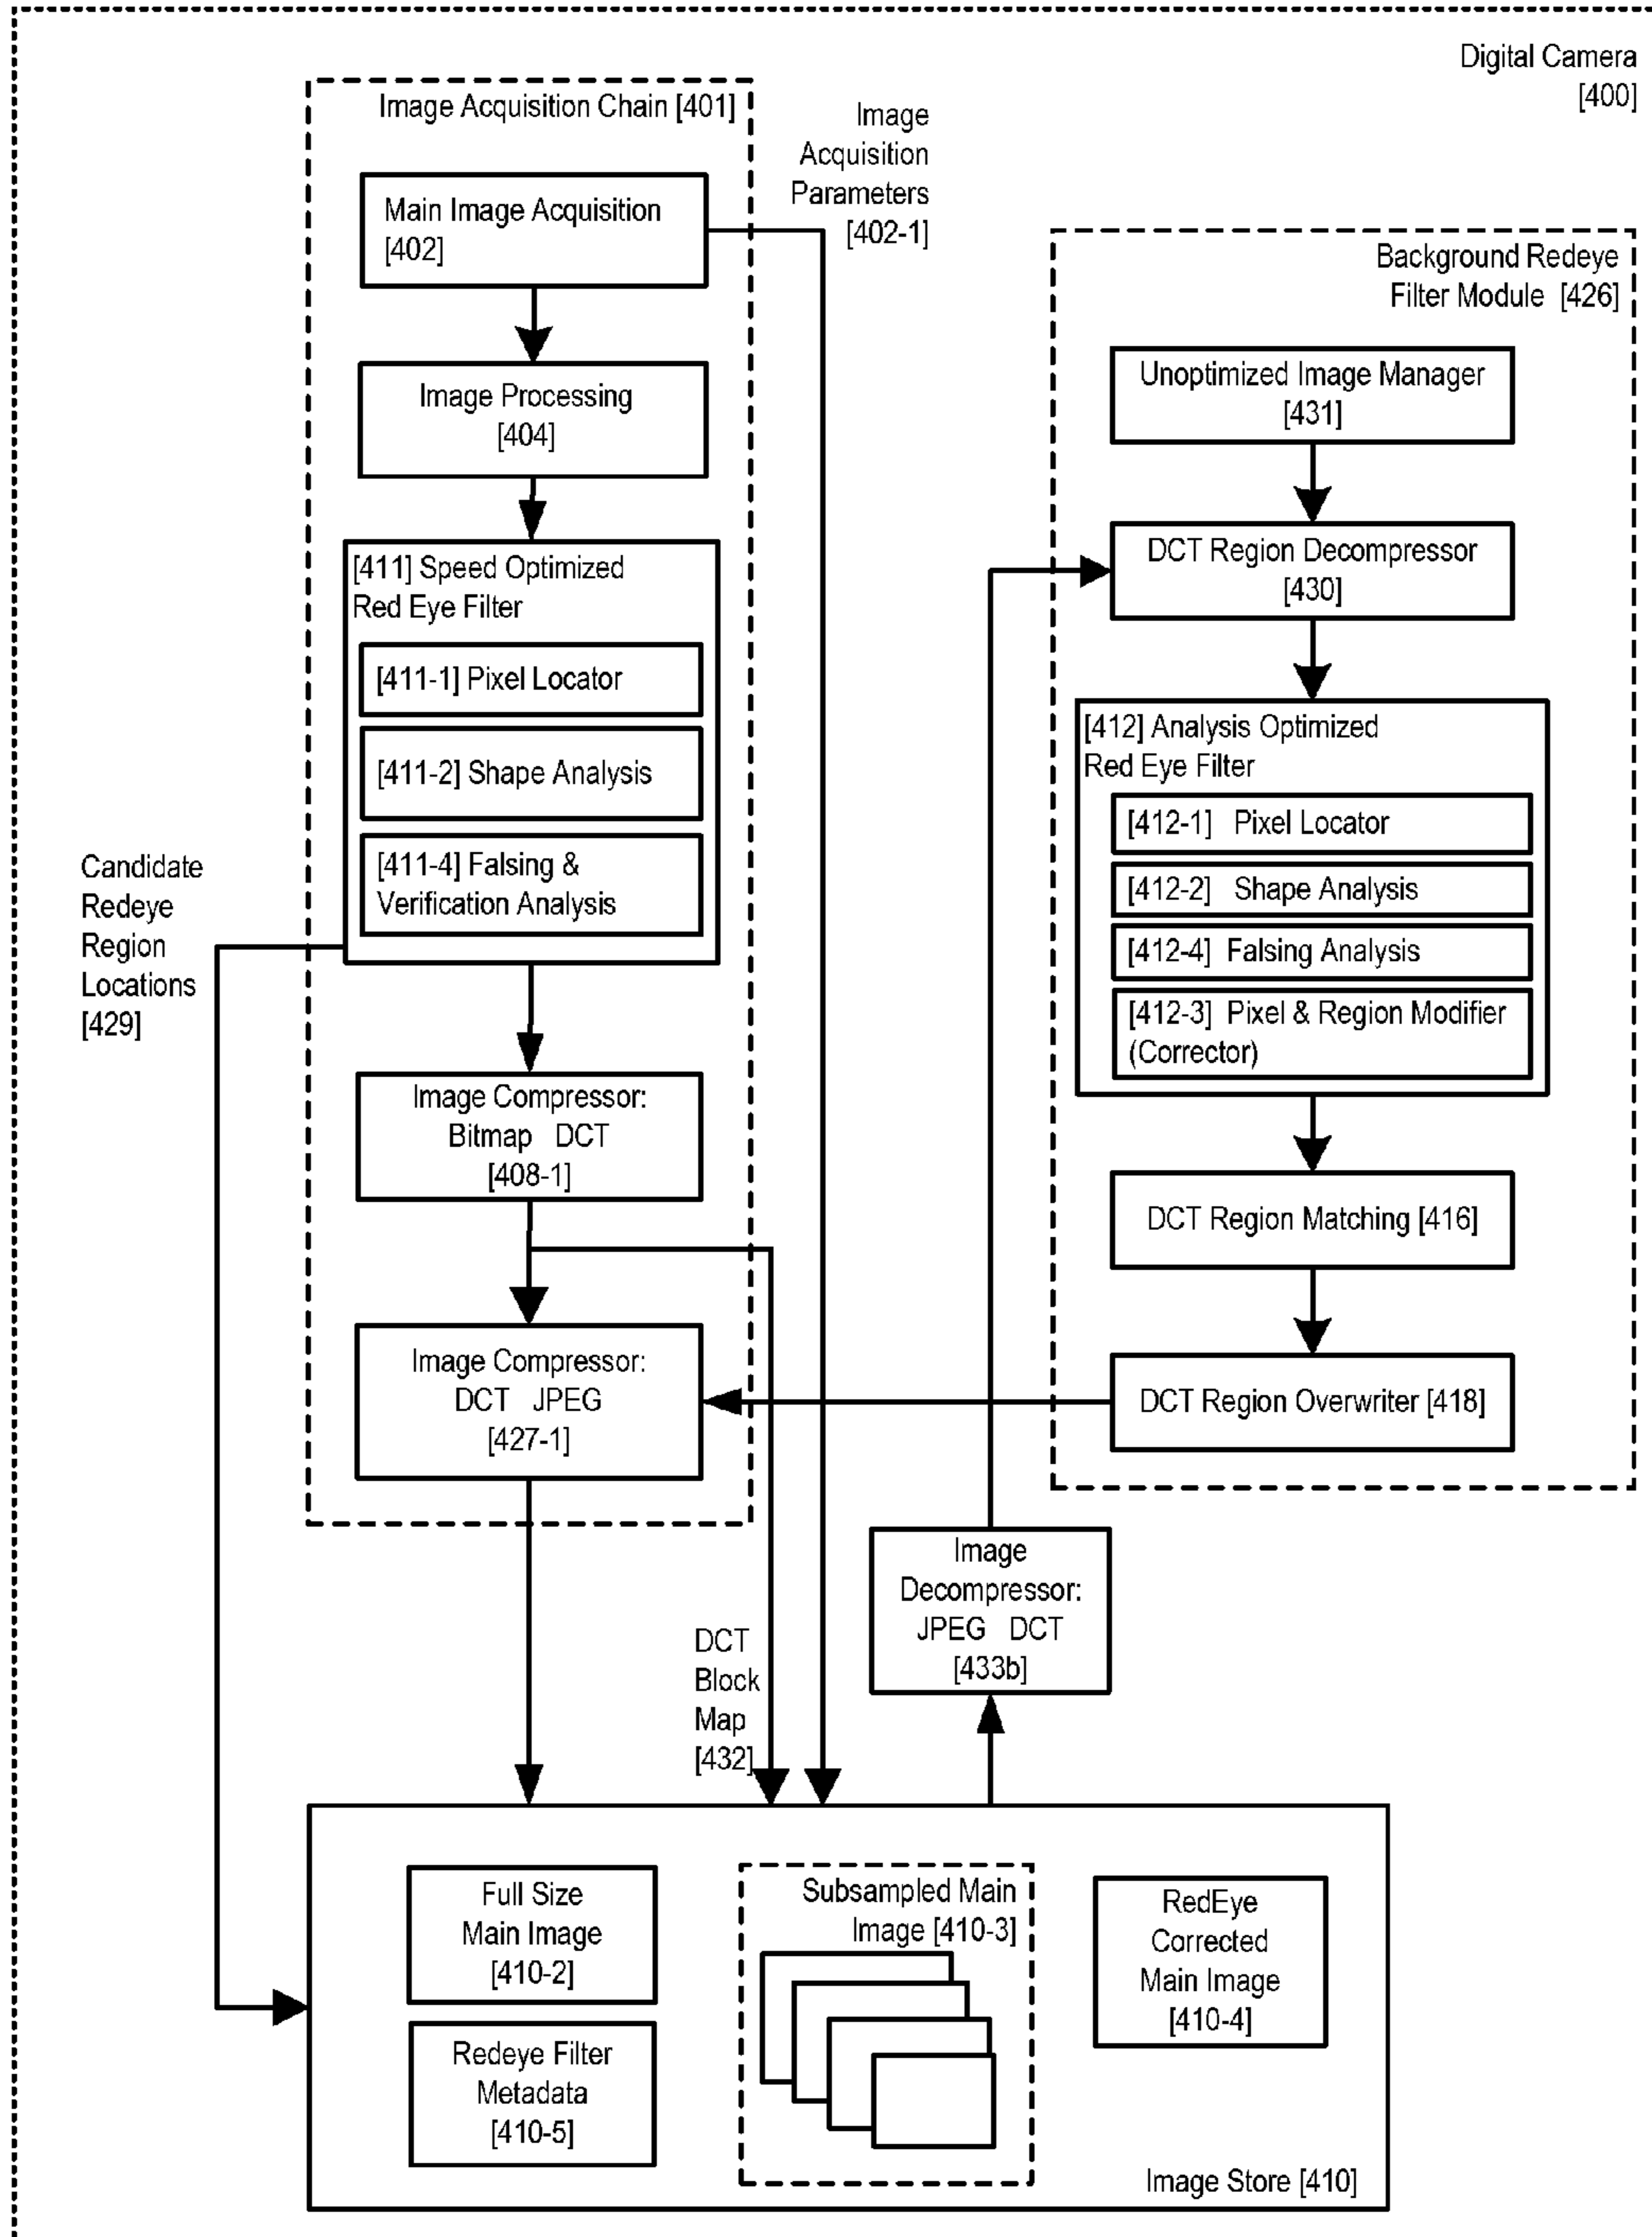 Digital Camera
[400]
Image Acquisition Chain [401]
Image
Acquisition
Parameters
[402-1]
Main Image Acquisition
[402]
Image Processing
[404]
[411] Speed Optimized
Red Eye Filter
[411-1] Pixel Locator
[411-2] Shape Analysis
[411-4] Falsing &
Verification Analysis
Candidate
Redeye
Region
Locations
[429]
Image Compressor:
Bitmap DCT
[408-1]
Image Compressor:
DCT JPEG
[427-1]
Background Redeye
Filter Module [426]
Unoptimized Image Manager
[431]
DCT Region Decompressor
[430]
[412] Analysis Optimized
Red Eye Filter
[412-1] Pixel Locator
[412-2] Shape Analysis
[412-4] Falsing Analysis
[412-3] Pixel & Region Modifier
(Corrector)
DCT Region Matching [416]
DCT Region Overwriter [418]
Image
Decompressor:
JPEG DCT
[433b]
DCT
Block
Map
[432]
Full Size
Main Image
[410-2]
Redeye Filter
Metadada
[410-5]
Subsampled Main
Image [410-3]
RedEye
Corrected
Main Image
[410-4]
Image Store [410]